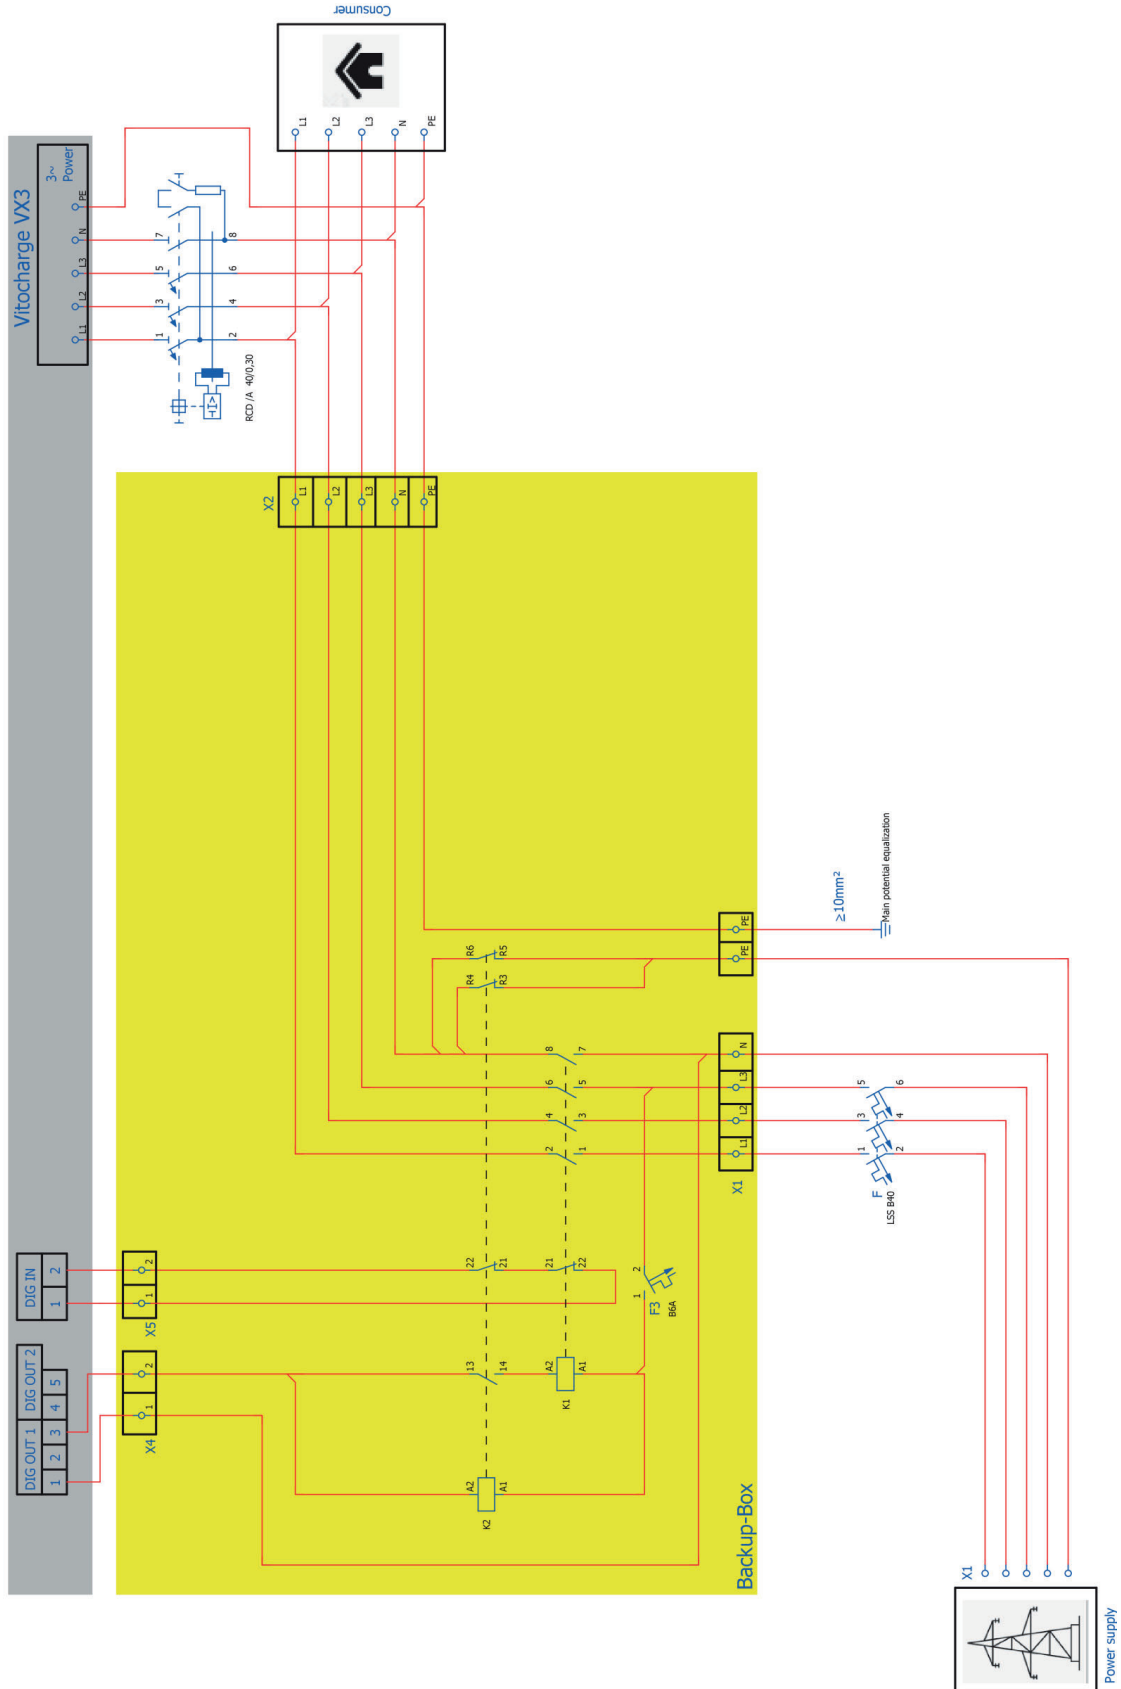 Consumer
L1
L2
L3
N
PE
Vitocharge VX3
3~
Power
L1
L2
L3
N
PE
1
3
5
7
2
4
6
8
RCD /A 40/0,30
-|I>
X2
L1
L2
L3
N
PE
≥10mm²
Main potential equalization
PE
PE
R6
R5
R4
R3
8
7
6
5
4
3
2
1
N
L3
L2
L1
X1
5
6
3
4
1
2
F
LSS B40
DIG IN
1
2
X5
1
2
22
21
21
22
2
1
F3
B6A
DIG OUT 1
DIG OUT 2
1
2
3
4
5
X4
1
2
13
14
A2
A1
K1
A2
A1
K2
Backup-Box
X1
Power supply